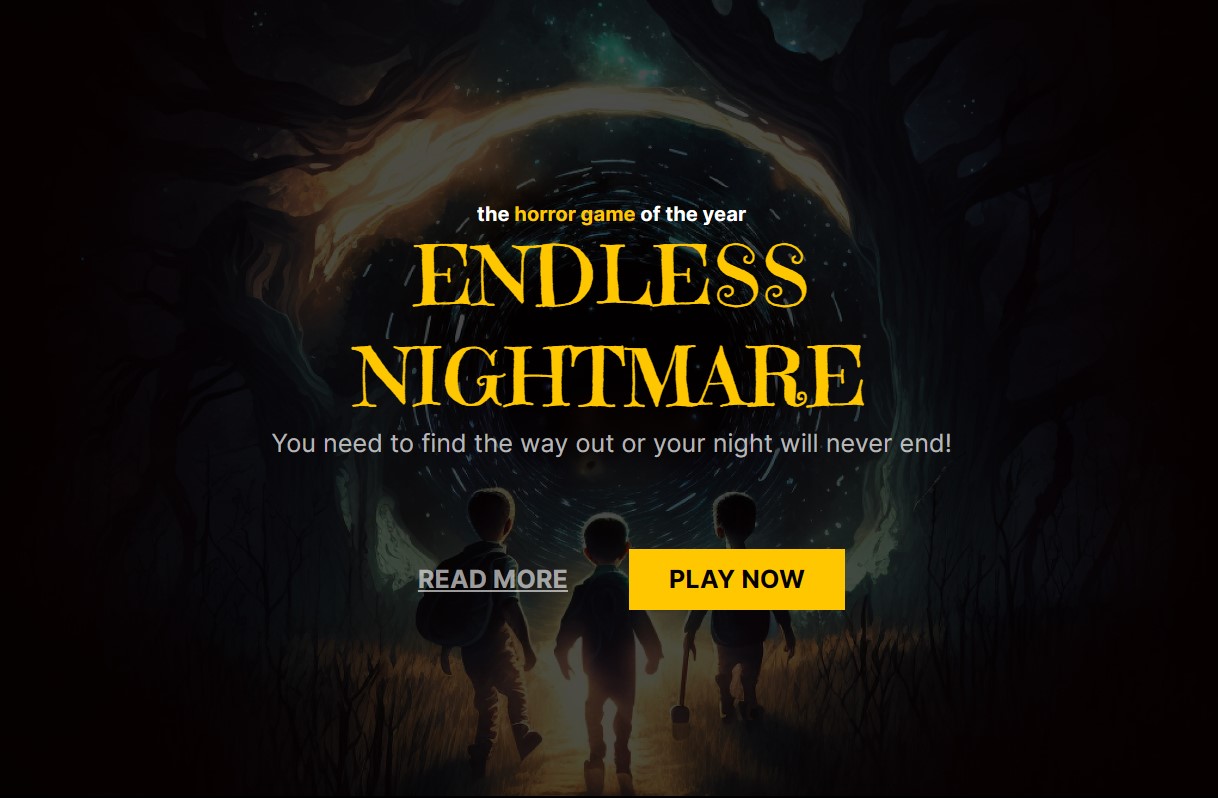 the horror game of the year
ENDLESS
NIGHTMARE
You need to find the way out or your night will never end!
READ MORE
PLAY NOW